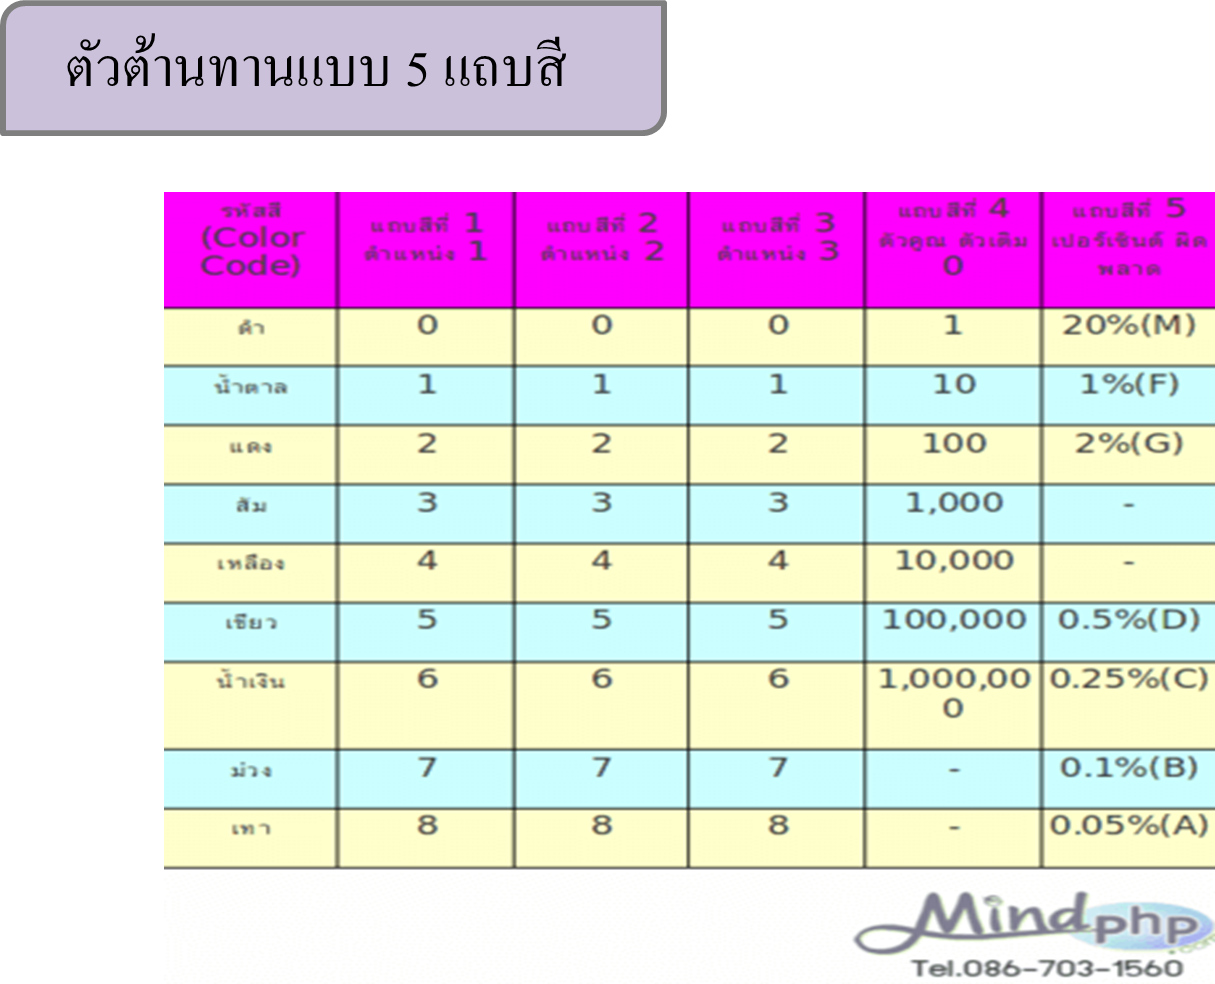 ตัวต้านทานแบบ 5 แถบสี
รหัสสี (Color Code) แถบสีที่ 1 ตำแหน่ง 1 แถบสีที่ 2 ตำแหน่ง 2 แถบสีที่ 3 ตำแหน่ง 3 แถบสีที่ 4 ตัวคูณ ตัวเติม 0 แถบสีที่ 5 เปอร์เซ็นต์ ผิดพลาด
ดำ 0 0 0 1 20%(M)
น้ำตาล 1 1 1 10 1%(F)
แดง 2 2 2 100 2%(G)
ส้ม 3 3 3 1,000 -
เหลือง 4 4 4 10,000 -
เขียว 5 5 5 100,000 0.5%(D)
น้ำเงิน 6 6 6 1,000,000 0.25%(C)
ม่วง 7 7 7 - 0.1%(B)
เทา 8 8 8 - 0.05%(A)
Mindphp.com
Tel.086-703-1560